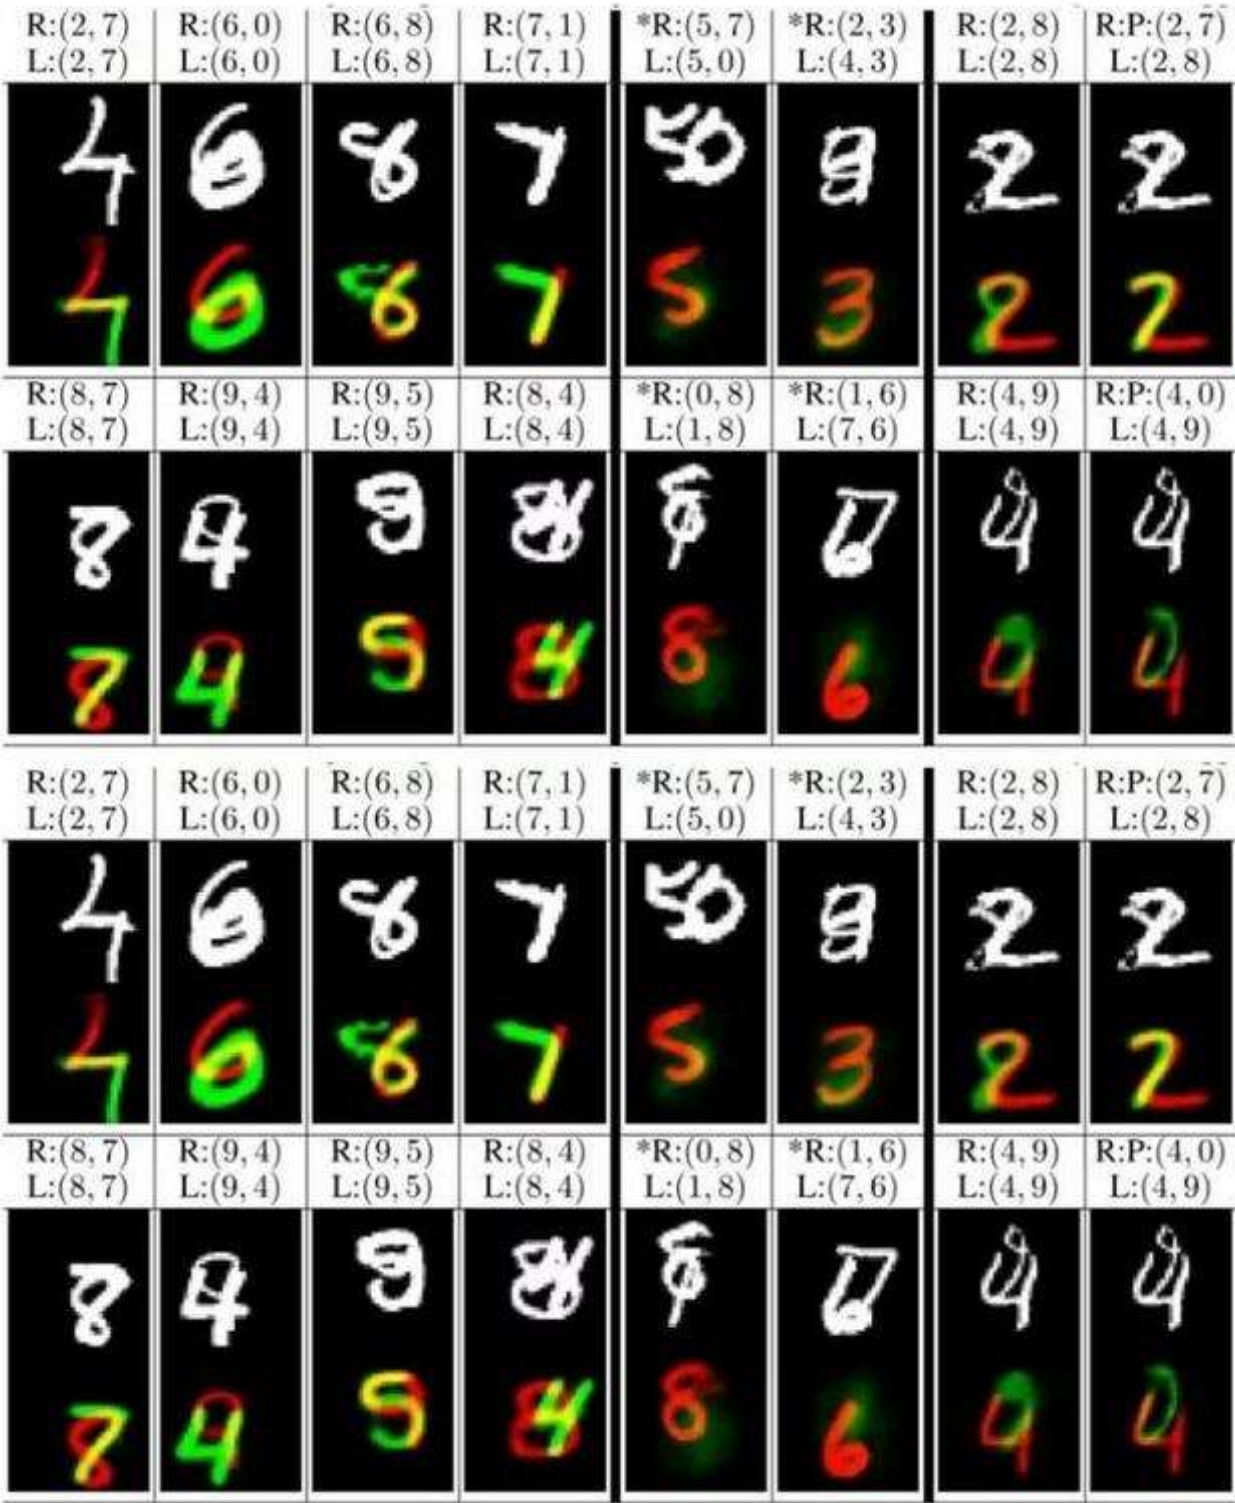 R:(2, 7) R:(6, 0) R:(6, 8) R:(7, 1) *R:(5, 7) *R:(2, 3) R:(2, 8) R:P:(2, 7)
L:(2, 7) L:(6, 0) L:(6, 8) L:(7, 1) L:(5, 0) L:(4, 3) L:(2, 8) L:(2, 8)
R:(8, 7) R:(9, 4) R:(9, 5) R:(8, 4) *R:(0, 8) *R:(1, 6) R:(4, 9) R:P:(4, 0)
L:(8, 7) L:(9, 4) L:(9, 5) L:(8, 4) L:(1, 8) L:(7, 6) L:(4, 9) L:(4, 9)
R:(2, 7) R:(6, 0) R:(6, 8) R:(7, 1) *R:(5, 7) *R:(2, 3) R:(2, 8) R:P:(2, 7)
L:(2, 7) L:(6, 0) L:(6, 8) L:(7, 1) L:(5, 0) L:(4, 3) L:(2, 8) L:(2, 8)
R:(8, 7) R:(9, 4) R:(9, 5) R:(8, 4) *R:(0, 8) *R:(1, 6) R:(4, 9) R:P:(4, 0)
L:(8, 7) L:(9, 4) L:(9, 5) L:(8, 4) L:(1, 8) L:(7, 6) L:(4, 9) L:(4, 9)